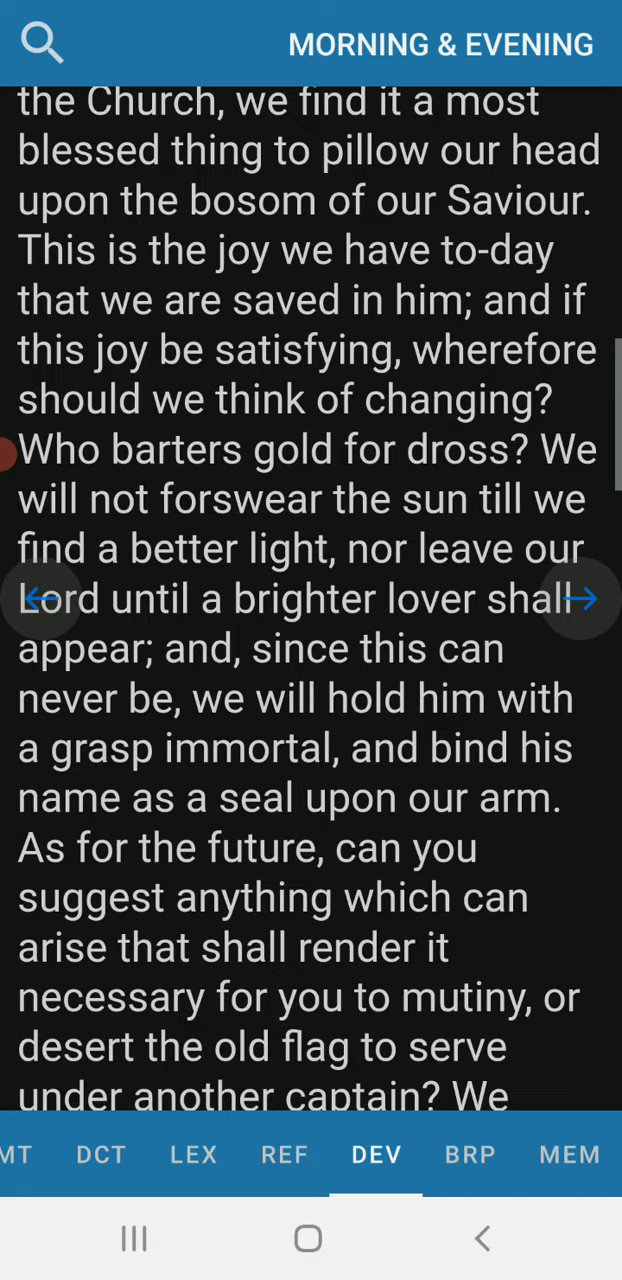 MORNING & EVENING
the Church, we find it a most
blessed thing to pillow our head
upon the bosom of our Saviour.
This is the joy we have to-day
that we are saved in him; and if
this joy be satisfying, wherefore
should we think of changing?
Who barters gold for dross? We
will not forswear the sun till we
find a better light, nor leave our
Lord until a brighter lover shall
appear; and, since this can
never be, we will hold him with
a grasp immortal, and bind his
name as a seal upon our arm.
As for the future, can you
suggest anything which can
arise that shall render it
necessary for you to mutiny, or
desert the old flag to serve
under another captain? We
MT DCT LEX REF DEV BRP MEM